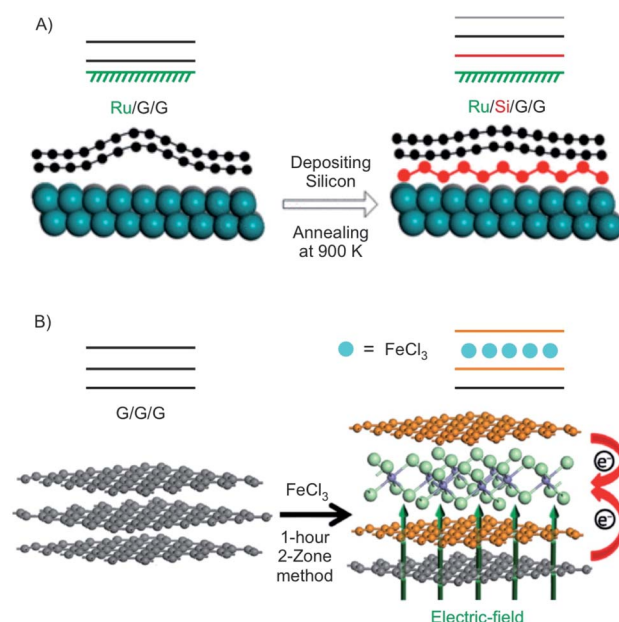 A)
Ru/G/G
Ru/Si/G/G
Depositing
Silicon
Annealing
at 900 K
B)
= FeCl₃
G/G/G
FeCl₃
1-hour
2-Zone
method
e⁻
e⁻
Electric-field